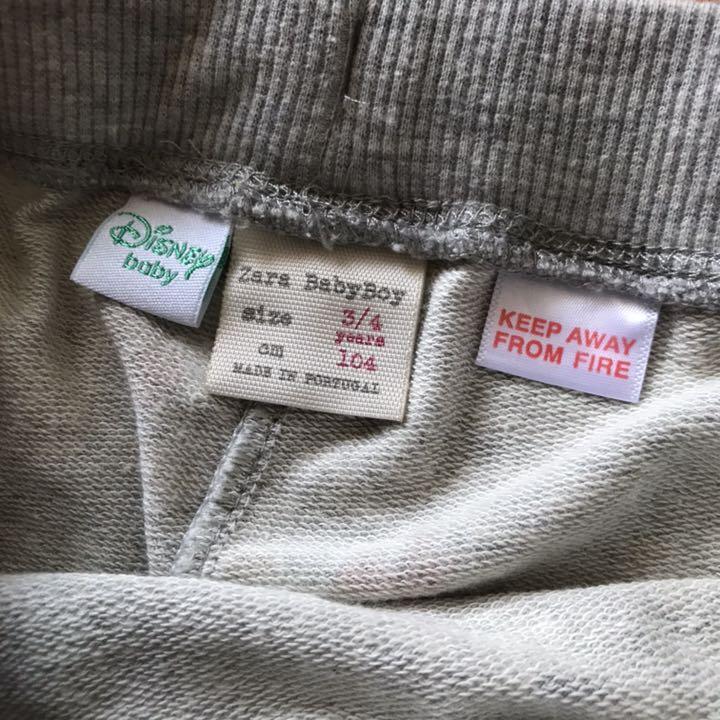 Disney
baby
Zara BabyBoy
size 3/4
years
cm 104
MADE IN PORTUGAL
KEEP AWAY
FROM FIRE